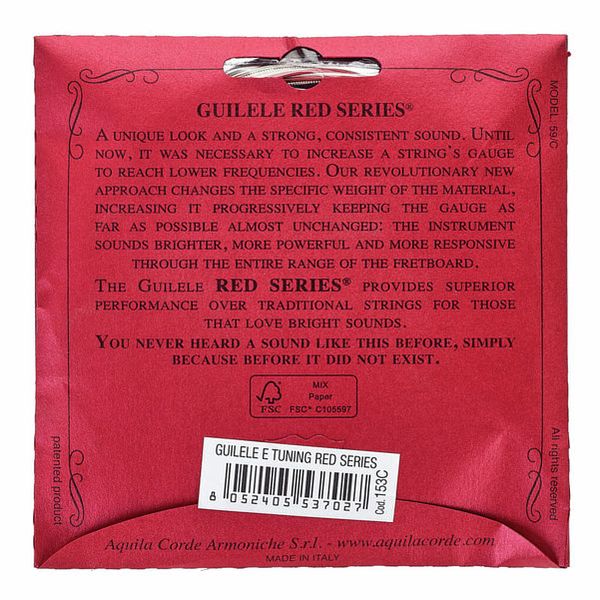 GUILELE RED SERIES®
A UNIQUE LOOK AND A STRONG, CONSISTENT SOUND. UNTIL
NOW, IT WAS NECESSARY TO INCREASE A STRING'S GAUGE
TO REACH LOWER FREQUENCIES. OUR REVOLUTIONARY NEW
APPROACH CHANGES THE SPECIFIC WEIGHT OF THE MATERIAL,
INCREASING IT PROGRESSIVELY KEEPING THE GAUGE AS
FAR AS POSSIBLE ALMOST UNCHANGED: THE INSTRUMENT
SOUNDS BRIGHTER, MORE POWERFUL AND MORE RESPONSIVE
THROUGH THE ENTIRE RANGE OF THE FRETBOARD.
THE GUILELE RED SERIES® PROVIDES SUPERIOR
PERFORMANCE OVER TRADITIONAL STRINGS FOR THOSE
THAT LOVE BRIGHT SOUNDS.
YOU NEVER HEARD A SOUND LIKE THIS BEFORE, SIMPLY
BECAUSE BEFORE IT DID NOT EXIST.
MODEL: 59/C
FSC
MIX
Paper
FSC® C105597
patented product
All rights reserved
GUILELE E TUNING RED SERIES
8 052405 537027
Cod. 153C
Aquila Corde Armoniche S.r.l. - www.aquilacorde.com
MADE IN ITALY